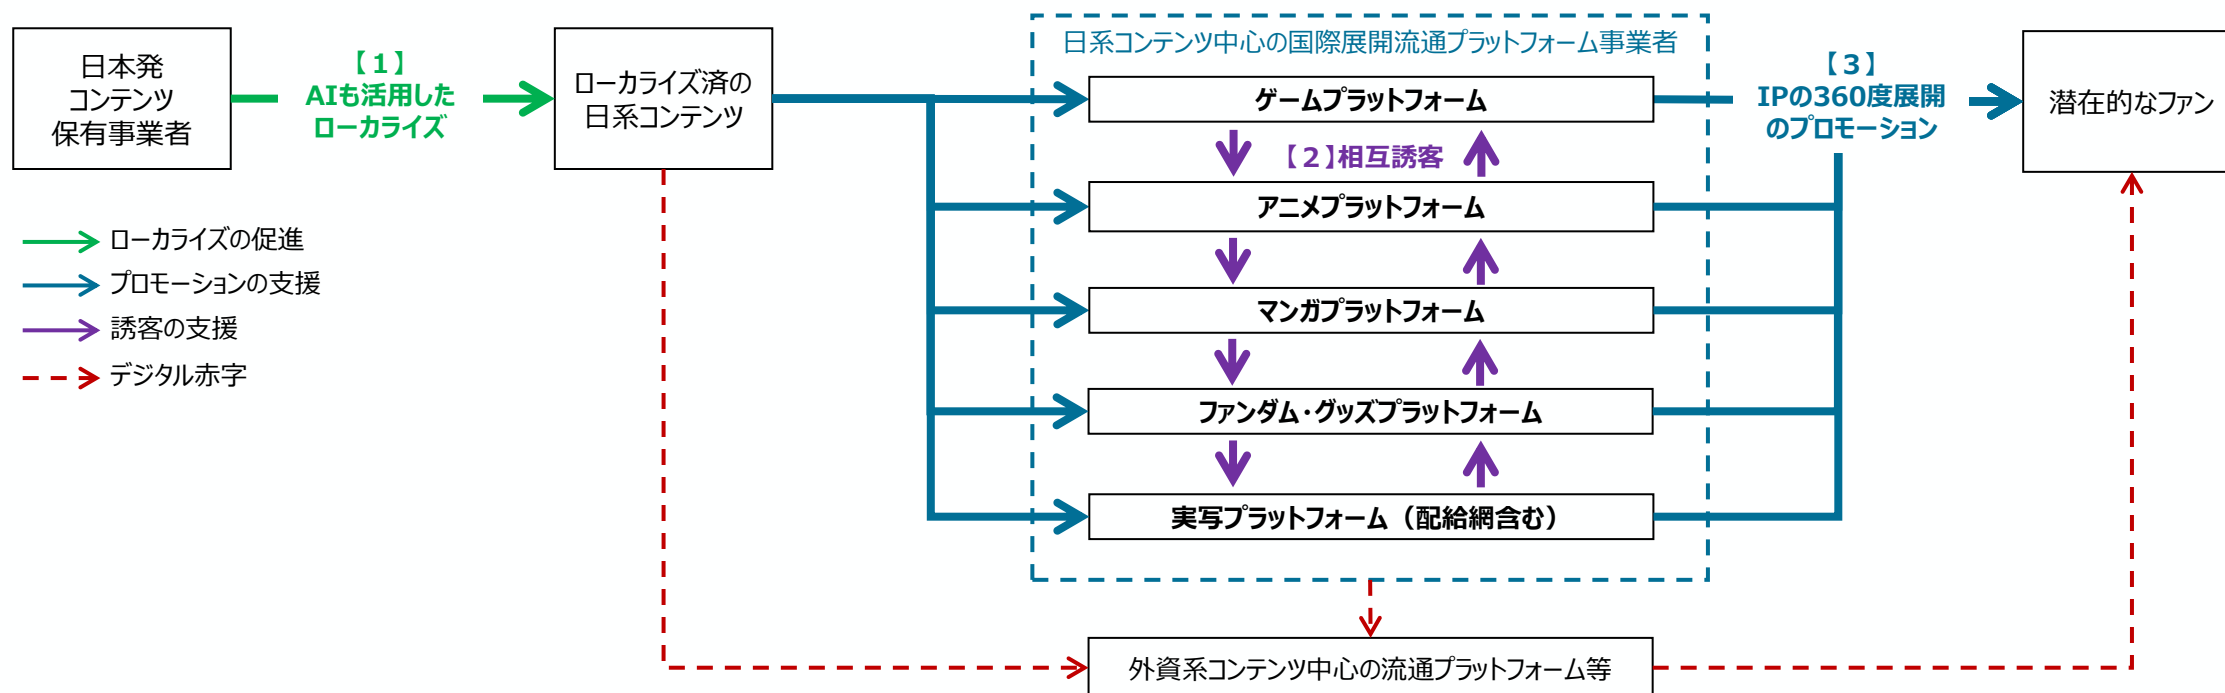 日本発
コンテンツ
保有事業者
【1】
AIも活用した
ローカライズ
ローカライズ済の
日系コンテンツ
日系コンテンツ中心の国際展開流通プラットフォーム事業者
ゲームプラットフォーム
【2】相互誘客
アニメプラットフォーム
マンガプラットフォーム
ファンダム・グッズプラットフォーム
実写プラットフォーム（配給網含む）
【3】
IPの360度展開
のプロモーション
潜在的なファン
ローカライズの促進
プロモーションの支援
誘客の支援
デジタル赤字
外資系コンテンツ中心の流通プラットフォーム等